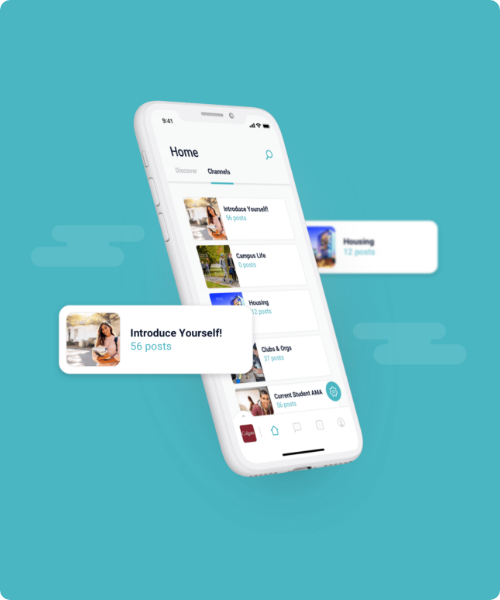 9:41
Home
Discover
Channels
Introduce Yourself!
56 posts
Campus Life
0 posts
Housing
12 posts
Housing
12 posts
Introduce Yourself!
56 posts
Clubs & Orgs
37 posts
Current Student AMA
56 posts